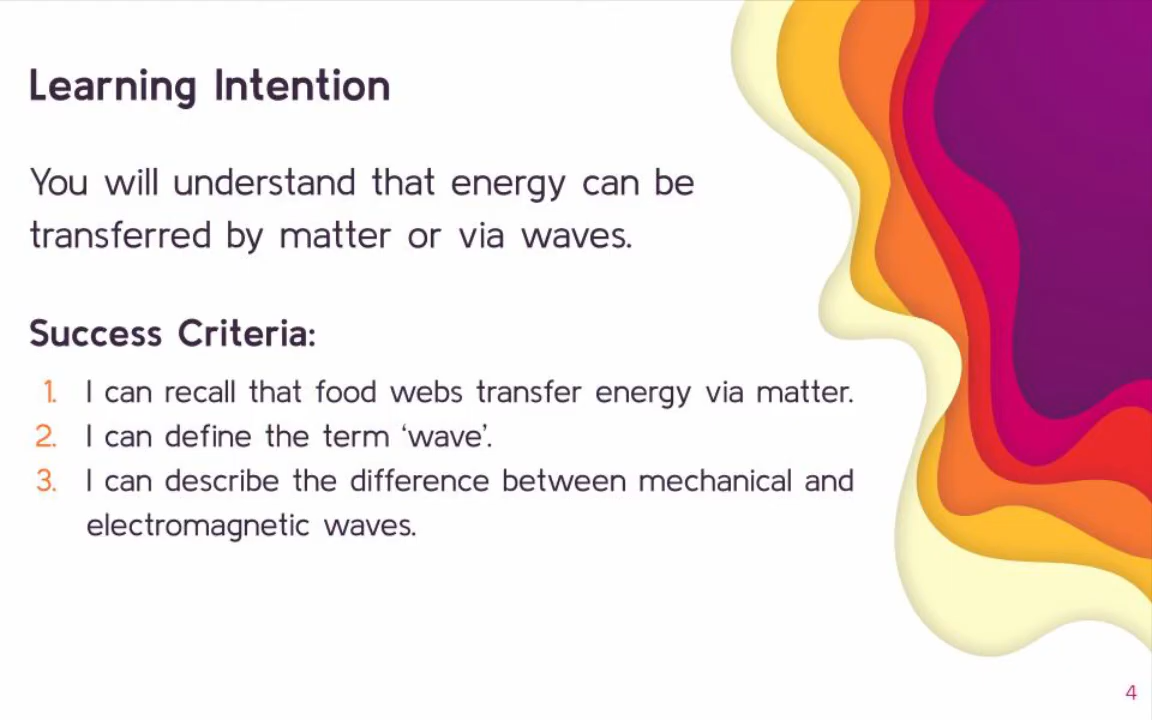 Learning Intention
You will understand that energy can be
transferred by matter or via waves.
Success Criteria:
1. I can recall that food webs transfer energy via matter.
2. I can define the term ‘wave’.
3. I can describe the difference between mechanical and
electromagnetic waves.
4